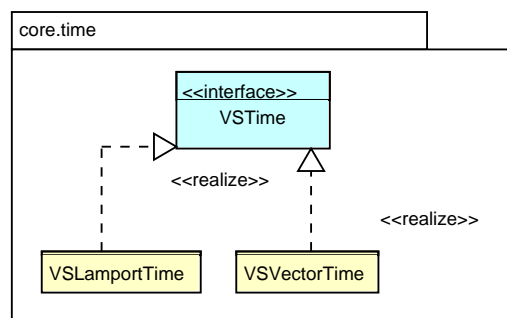 core.time
<<interface>>
VSTime
<<realize>>
<<realize>>
VSLamportTime
VSVectorTime